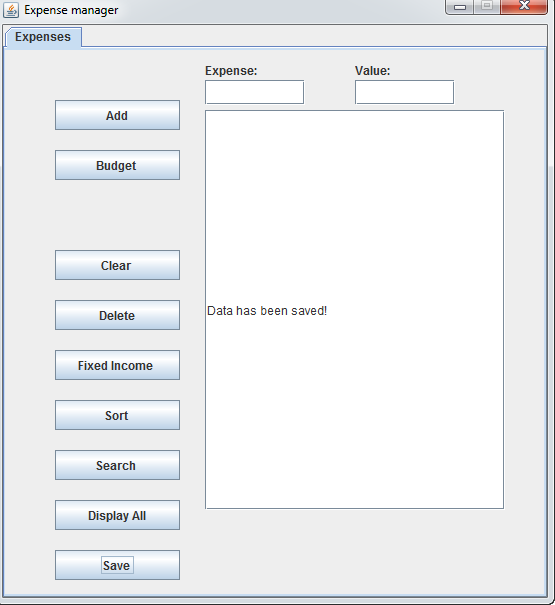 Expense manager
Expenses
Expense:
Value:
Add
Budget
Clear
Delete
Data has been saved!
Fixed Income
Sort
Search
Display All
Save